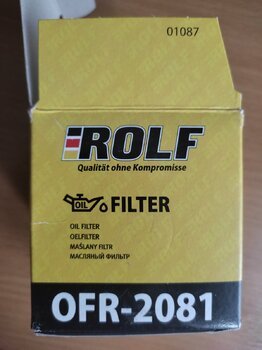 01087
ROLF
Qualität ohne Kompromisse
OIL FILTER
OIL FILTER
OELFILTER
MAŚLANY FILTR
МАСЛЯНЫЙ ФИЛЬТР
OFR-2081